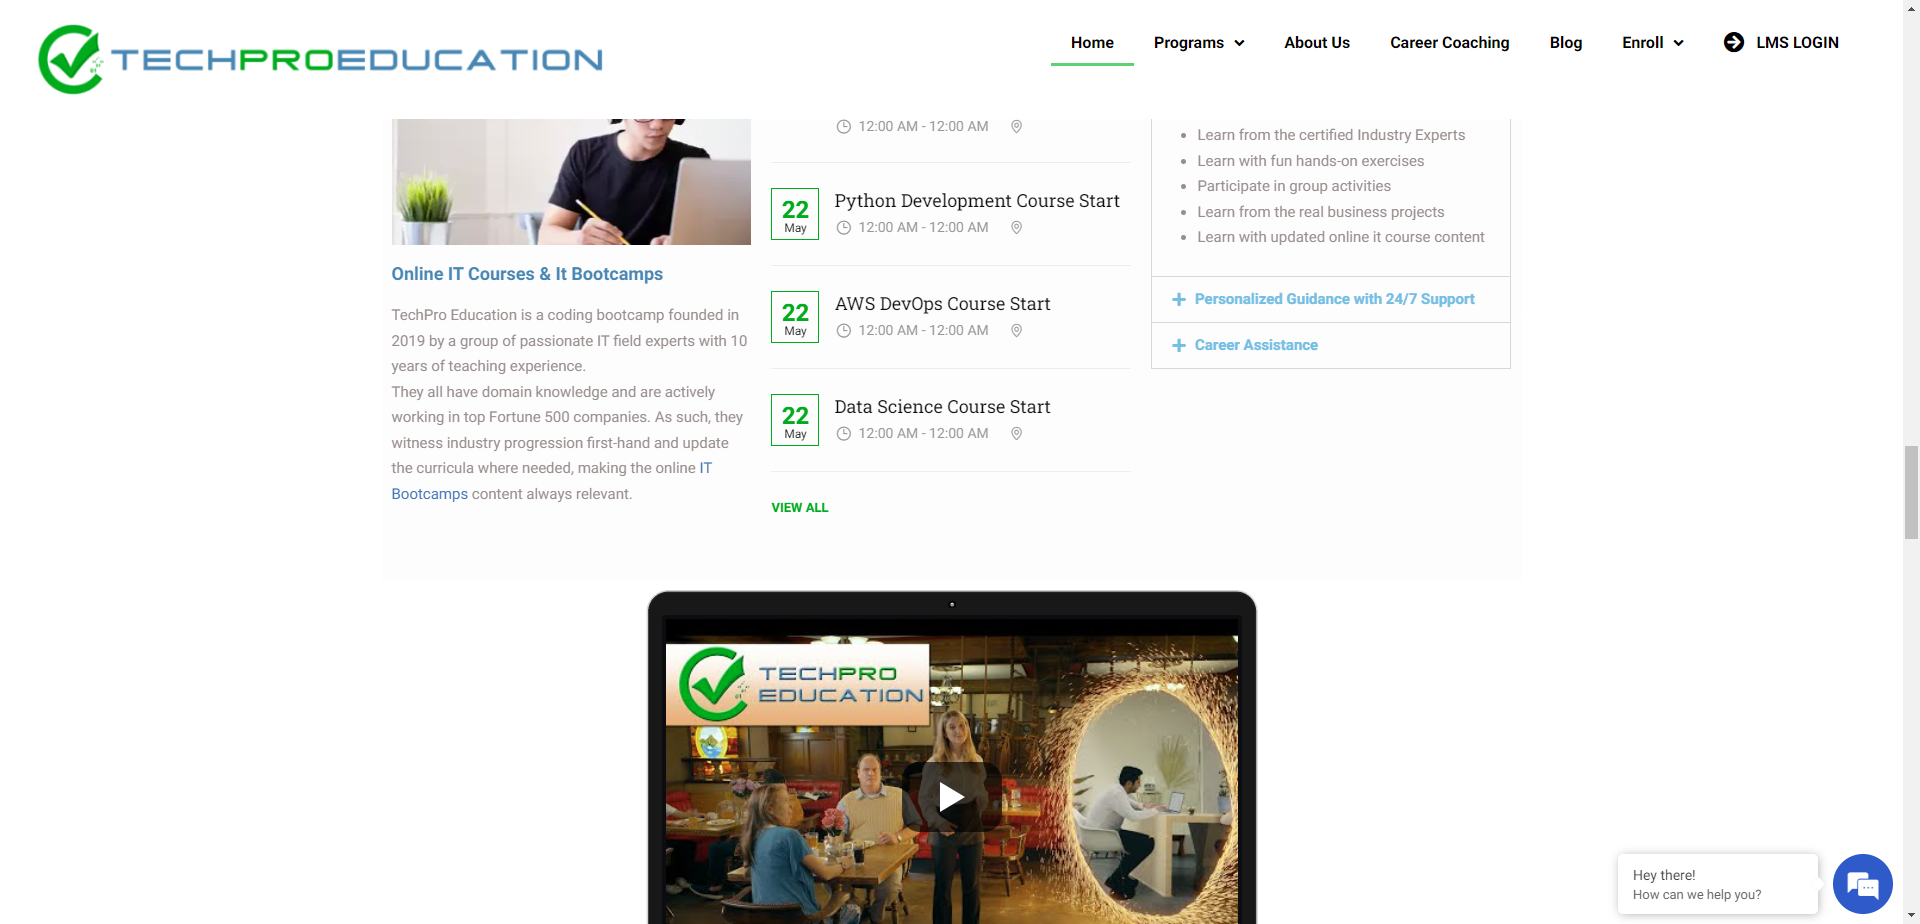 TECHPROEDUCATION
Home
Programs
About Us
Career Coaching
Blog
Enroll
LMS LOGIN
Online IT Courses & It Bootcamps
TechPro Education is a coding bootcamp founded in
2019 by a group of passionate IT field experts with 10
years of teaching experience.
They all have domain knowledge and are actively
working in top Fortune 500 companies. As such, they
witness industry progression first-hand and update
the curricula where needed, making the online IT
Bootcamps content always relevant.
12:00 AM - 12:00 AM
22
May
Python Development Course Start
12:00 AM - 12:00 AM
22
May
AWS DevOps Course Start
12:00 AM - 12:00 AM
22
May
Data Science Course Start
12:00 AM - 12:00 AM
VIEW ALL
Learn from the certified Industry Experts
Learn with fun hands-on exercises
Participate in group activities
Learn from the real business projects
Learn with updated online it course content
Personalized Guidance with 24/7 Support
Career Assistance
TECHPRO
EDUCATION
Hey there!
How can we help you?